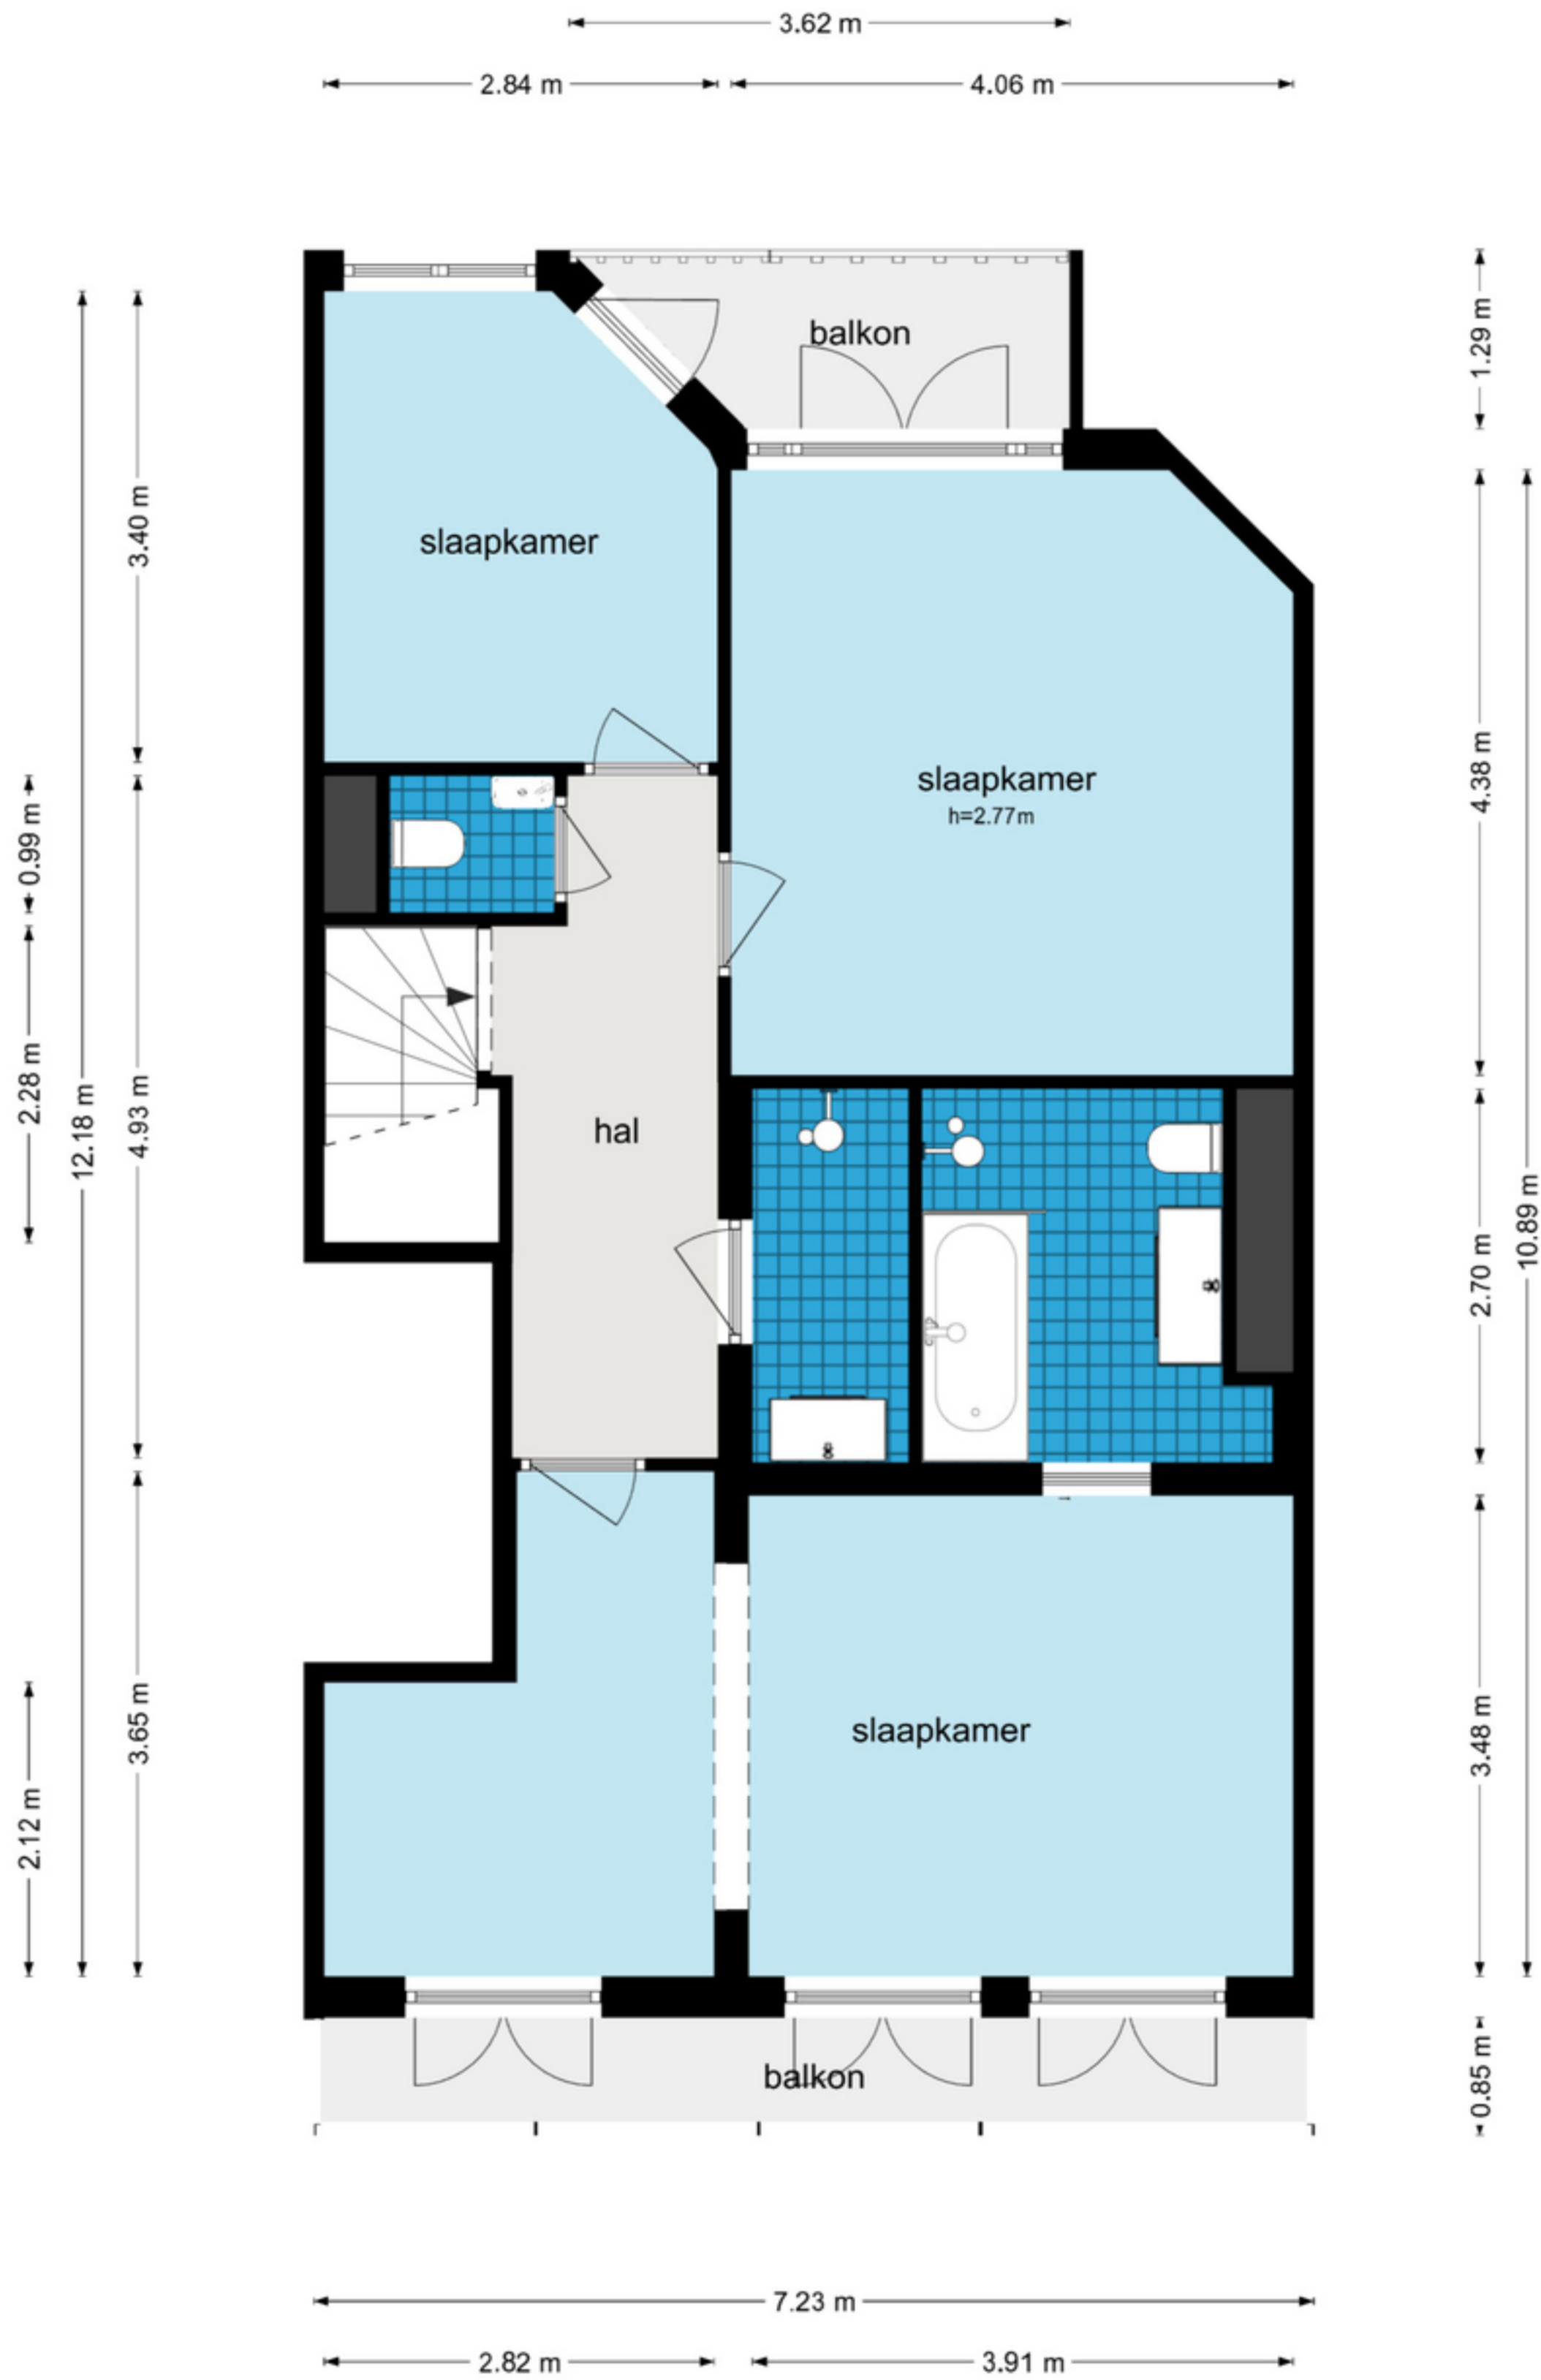 3.62 m
2.84 m
4.06 m
balkon
1.29 m
3.40 m
slaapkamer
slaapkamer
h=2.77m
4.38 m
0.99 m
2.28 m
12.18 m
4.93 m
hal
2.70 m
10.89 m
3.65 m
slaapkamer
3.48 m
2.12 m
balkon
0.85 m
7.23 m
2.82 m
3.91 m